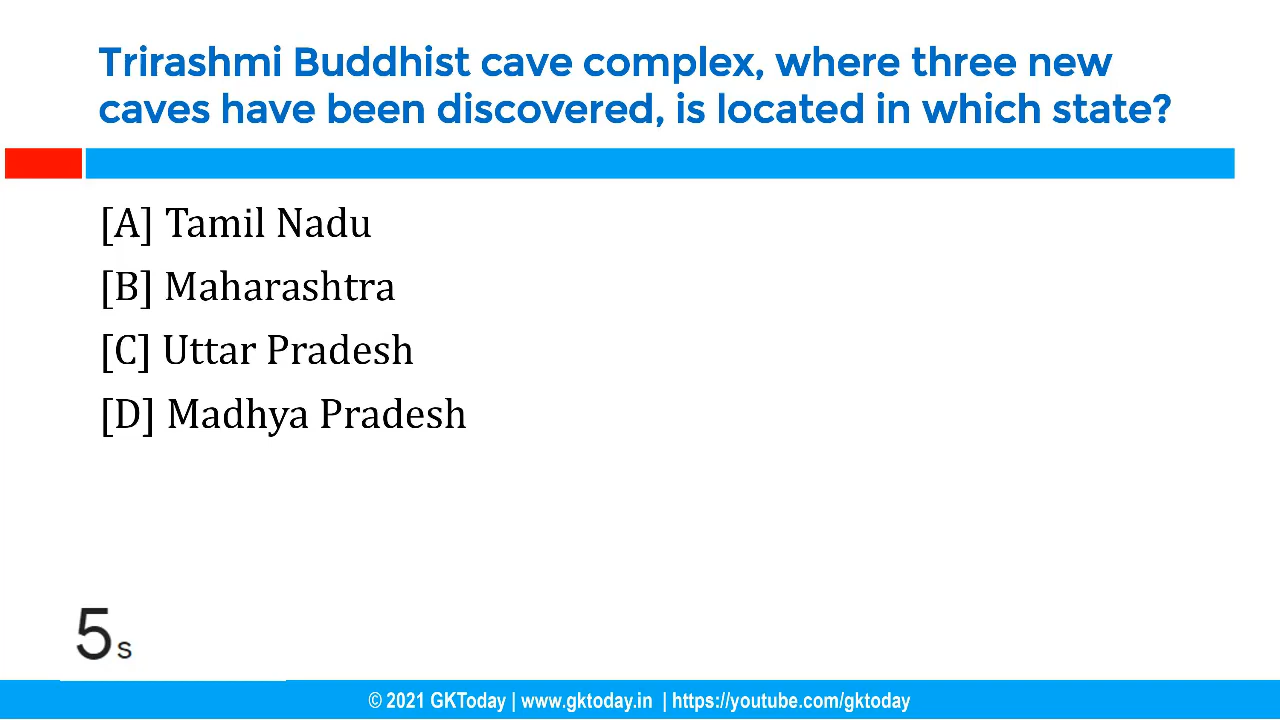 Trirashmi Buddhist cave complex, where three new
caves have been discovered, is located in which state?
[A] Tamil Nadu
[B] Maharashtra
[C] Uttar Pradesh
[D] Madhya Pradesh
5s
© 2021 GKToday | www.gktoday.in | https://youtube.com/gktoday